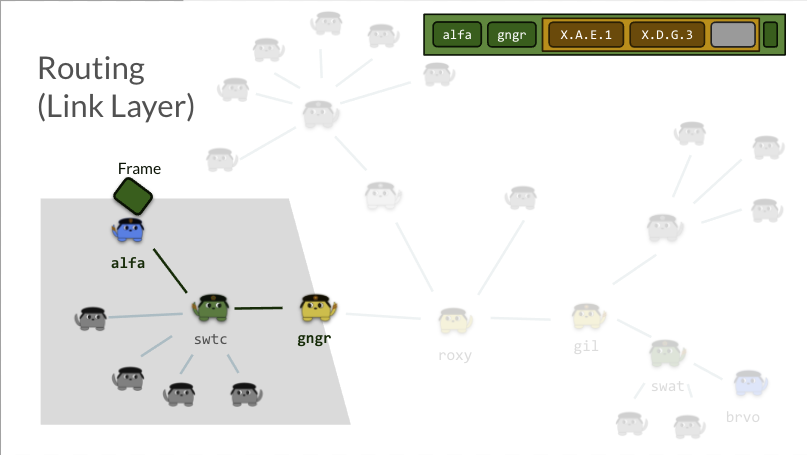 alfa gngr X.A.E.1 X.D.G.3
Routing
(Link Layer)
Frame
alfa
swtc
gngr
roxy
gil
swat
brvo